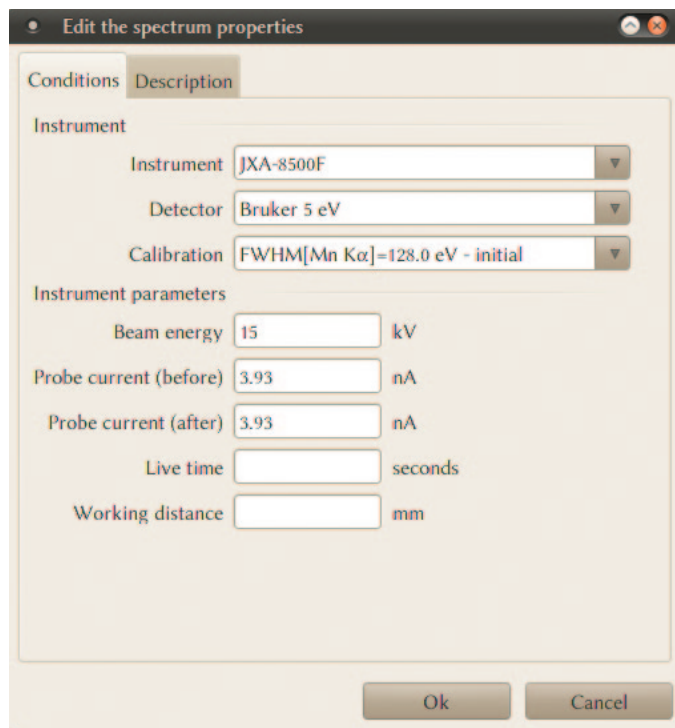 Edit the spectrum properties
Conditions Description
Instrument
Instrument JXA-8500F
Detector Bruker 5 eV
Calibration FWHM[Mn Kα]=128.0 eV - initial
Instrument parameters
Beam energy 15 kV
Probe current (before) 3.93 nA
Probe current (after) 3.93 nA
Live time seconds
Working distance mm
Ok Cancel